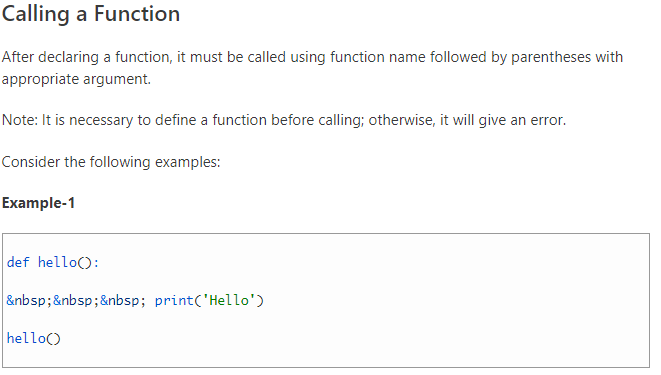 Calling a Function
After declaring a function, it must be called using function name followed by parentheses with
appropriate argument.
Note: It is necessary to define a function before calling; otherwise, it will give an error.
Consider the following examples:
Example-1
def hello():
&nbsp;&nbsp;&nbsp; print('Hello')
hello()